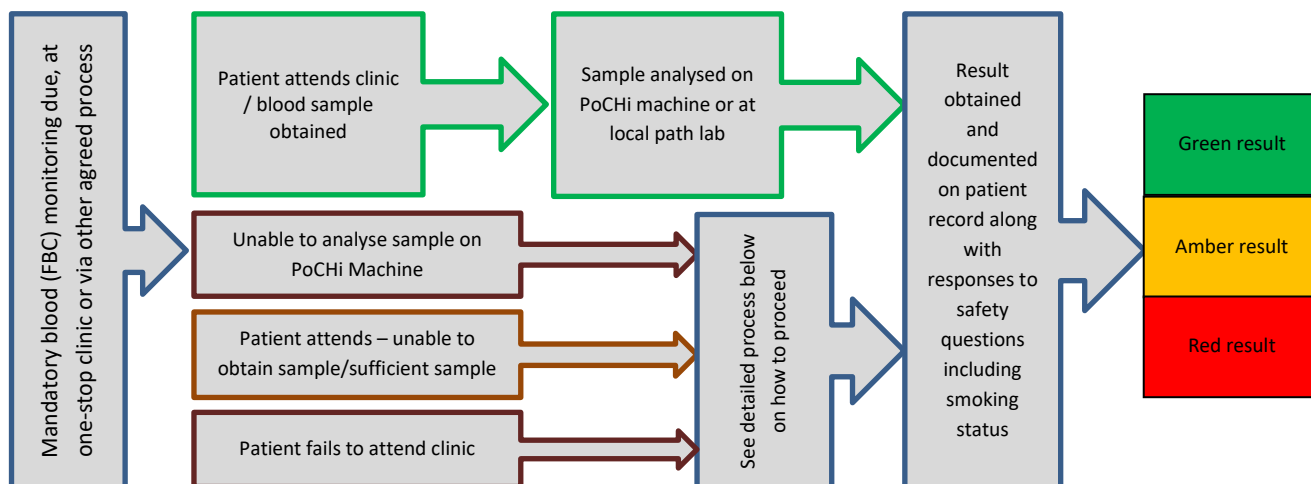 Mandatory blood (FBC) monitoring due, at
one-stop clinic or via other agreed process
Patient attends clinic
/ blood sample
obtained
Sample analysed on
PoCHi machine or at
local path lab
Unable to analyse sample on
PoCHi Machine
Patient attends – unable to
obtain sample/sufficient sample
Patient fails to attend clinic
See detailed process below
on how to proceed
Result
obtained
and
documented
on patient
record along
with
responses to
safety
questions
including
smoking
status
Green result
Amber result
Red result